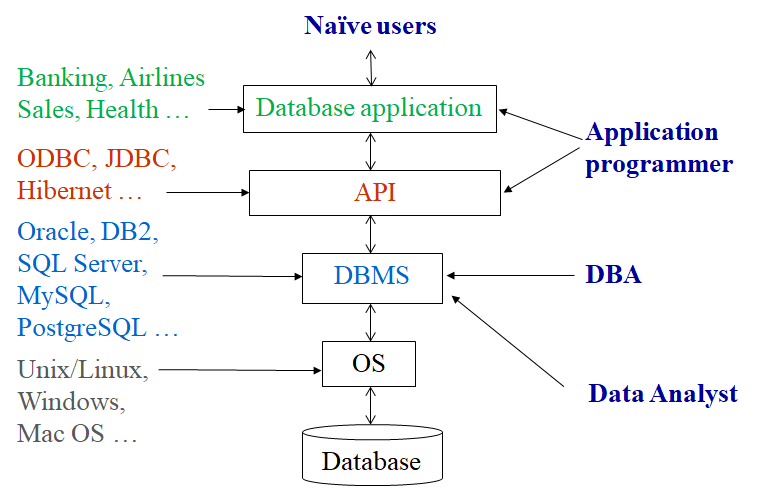 Naïve users
Banking, Airlines
Sales, Health …
Database application
Application
programmer
ODBC, JDBC,
Hibernet …
API
Oracle, DB2,
SQL Server,
MySQL,
PostgreSQL …
DBMS
DBA
Unix/Linux,
Windows,
Mac OS …
OS
Data Analyst
Database